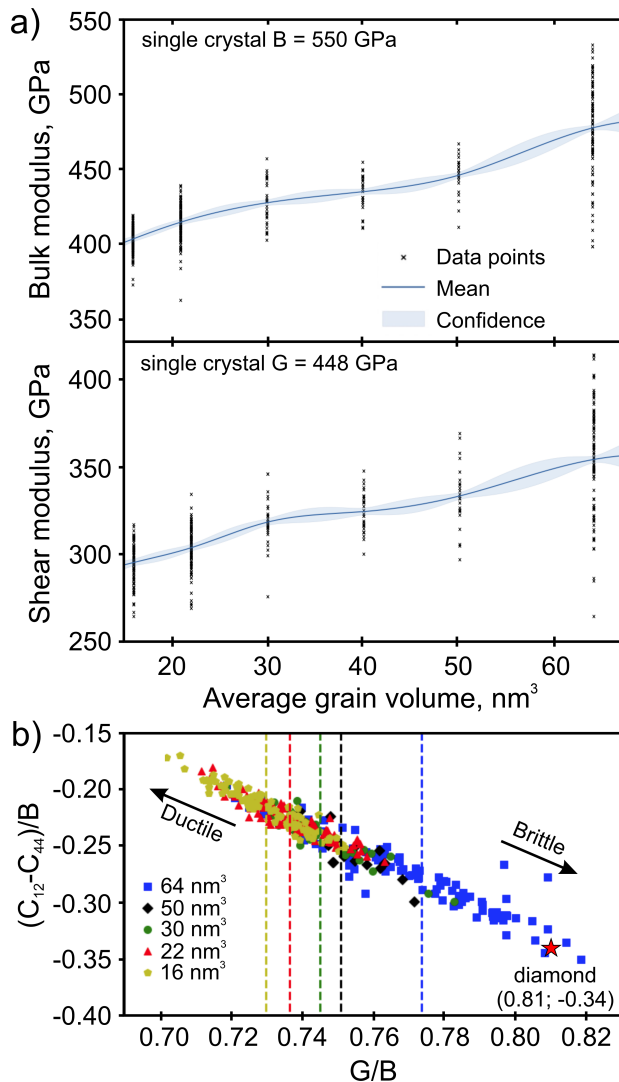 a)
single crystal B = 550 GPa
Bulk modulus, GPa
550
500
450
400
350
Data points
Mean
Confidence
single crystal G = 448 GPa
Shear modulus, GPa
400
350
300
250
20 30 40 50 60
Average grain volume, nm³
b)
(C₁₂-C₄₄)/B
-0.15
-0.20
-0.25
-0.30
-0.35
-0.40
Ductile
Brittle
64 nm³
50 nm³
30 nm³
22 nm³
16 nm³
diamond
(0.81; -0.34)
0.70 0.72 0.74 0.76 0.78 0.80 0.82
G/B